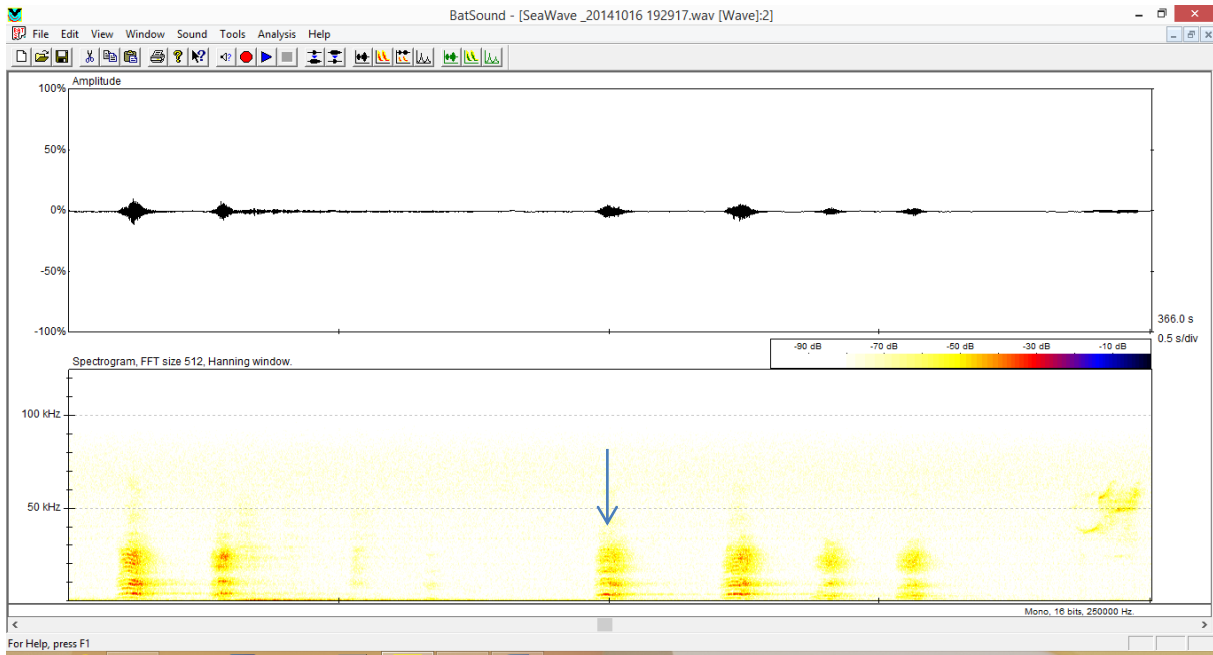 BatSound - [SeaWave _20141016 192917.wav [Wave]:2]
File Edit View Window Sound Tools Analysis Help
Amplitude
100%
50%
0%
-50%
-100%
366.0 s
0.5 s/div
-90 dB -70 dB -50 dB -30 dB -10 dB
Spectrogram, FFT size 512, Hanning window.
100 kHz
50 kHz
Mono, 16 bits, 250000 Hz.
For Help, press F1